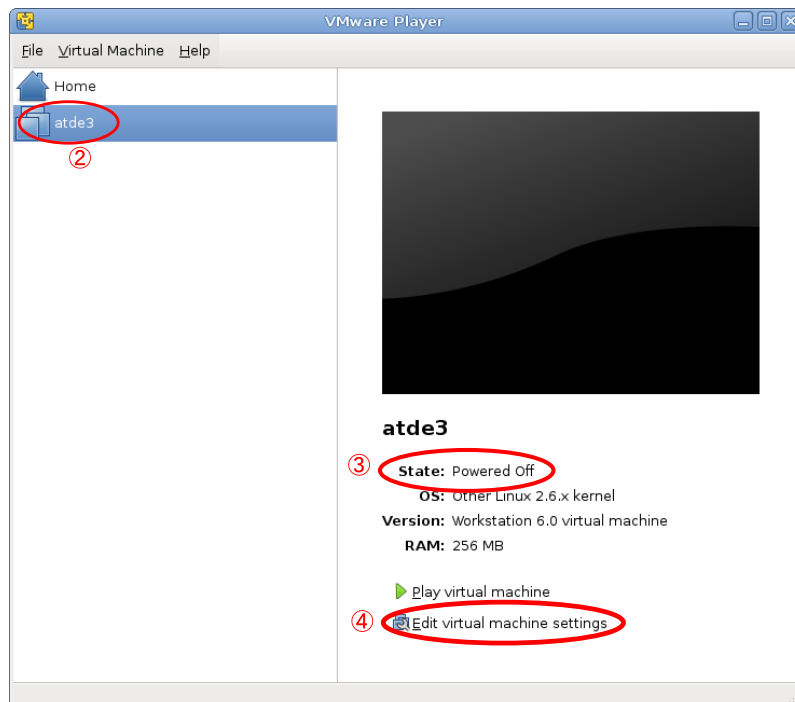 VMware Player
File Virtual Machine Help
Home
atde3
②
atde3
③ State: Powered Off
OS: Other Linux 2.6.x kernel
Version: Workstation 6.0 virtual machine
RAM: 256 MB
Play virtual machine
④ Edit virtual machine settings